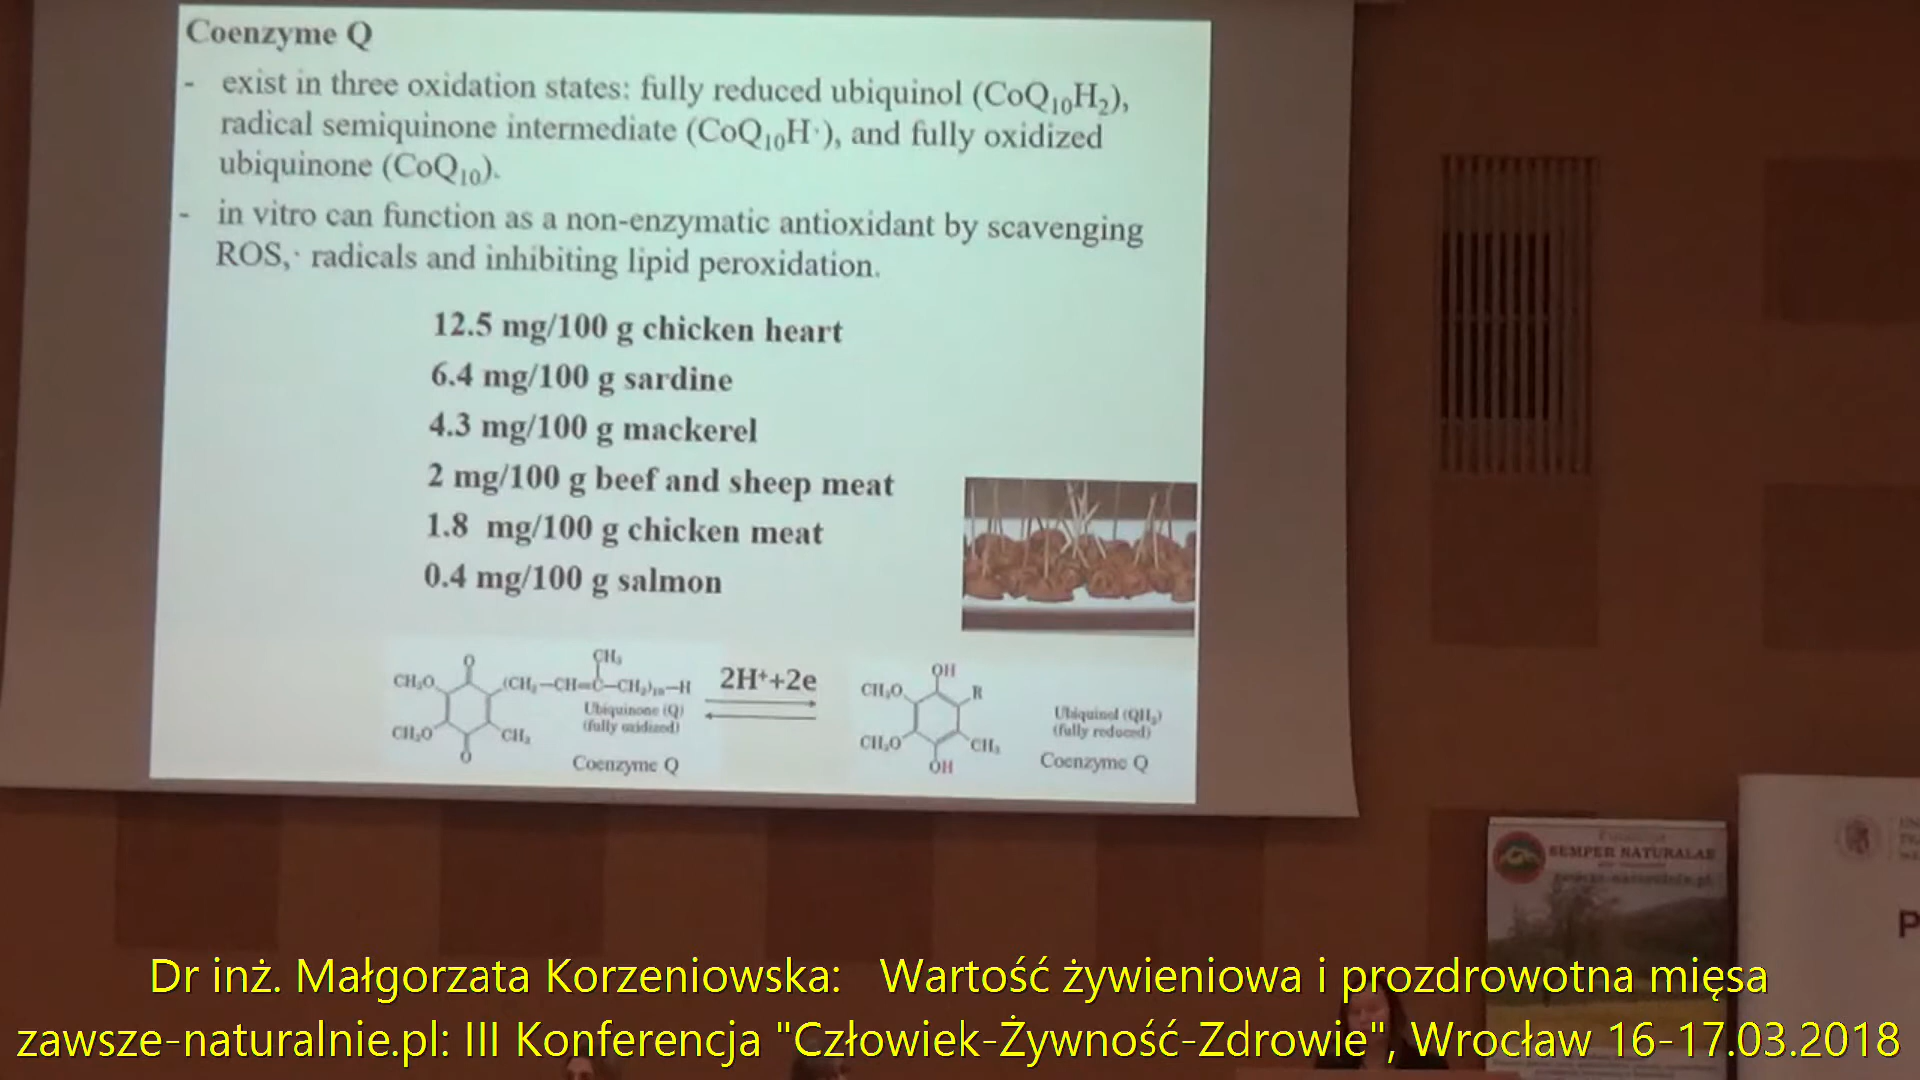 Coenzyme Q
- exist in three oxidation states: fully reduced ubiquinol (CoQ₁₀H₂),
radical semiquinone intermediate (CoQ₁₀H·), and fully oxidized
ubiquinone (CoQ₁₀).
- in vitro can function as a non-enzymatic antioxidant by scavenging
ROS,· radicals and inhibiting lipid peroxidation.
12.5 mg/100 g chicken heart
6.4 mg/100 g sardine
4.3 mg/100 g mackerel
2 mg/100 g beef and sheep meat
1.8 mg/100 g chicken meat
0.4 mg/100 g salmon
O
CH₃
CH₃O
(CH₂—CH=C—CH₂)₁₀—H
Ubiquinone (Q)
(fully oxidized)
CH₃O
CH₃
O
Coenzyme Q
2H⁺+2e
OH
CH₃O
R
Ubiquinol (QH₂)
(fully reduced)
CH₃O
CH₃
OH
Coenzyme Q
SEMPER NATURALAE
zawsze-naturalnie.pl
P
Dr inż. Małgorzata Korzeniowska: Wartość żywieniowa i prozdrowotna mięsa
zawsze-naturalnie.pl: III Konferencja "Człowiek-Żywność-Zdrowie", Wrocław 16-17.03.2018